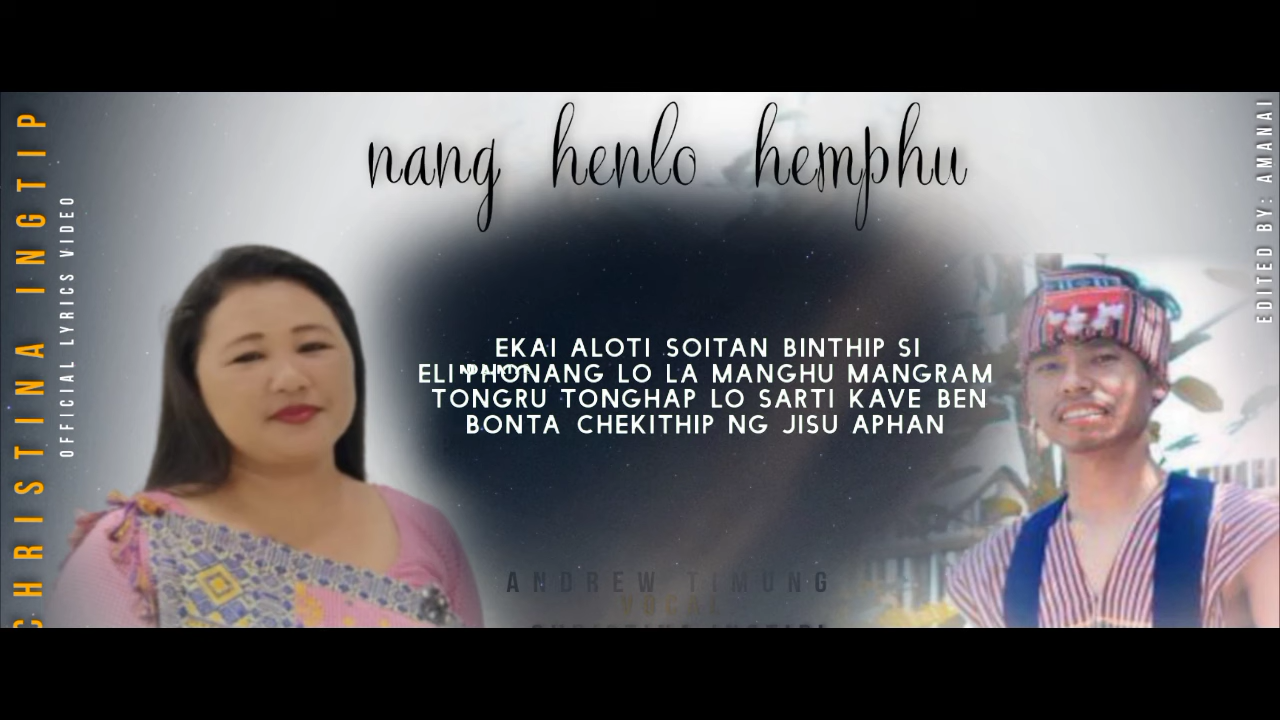 nang henlo hemphu
CHRISTINA INGTIP
OFFICIAL LYRICS VIDEO
EDITED BY: AMANAI
EKAI ALOTI SOITAN BINTHIP SI
ELI PHONANG LO LA MANGHU MANGRAM
TONGRU TONGHAP LO SARTI KAVE BEN
BONTA CHEKITHIP NG JISU APHAN
ANDREW TIMUNG
VOCAL